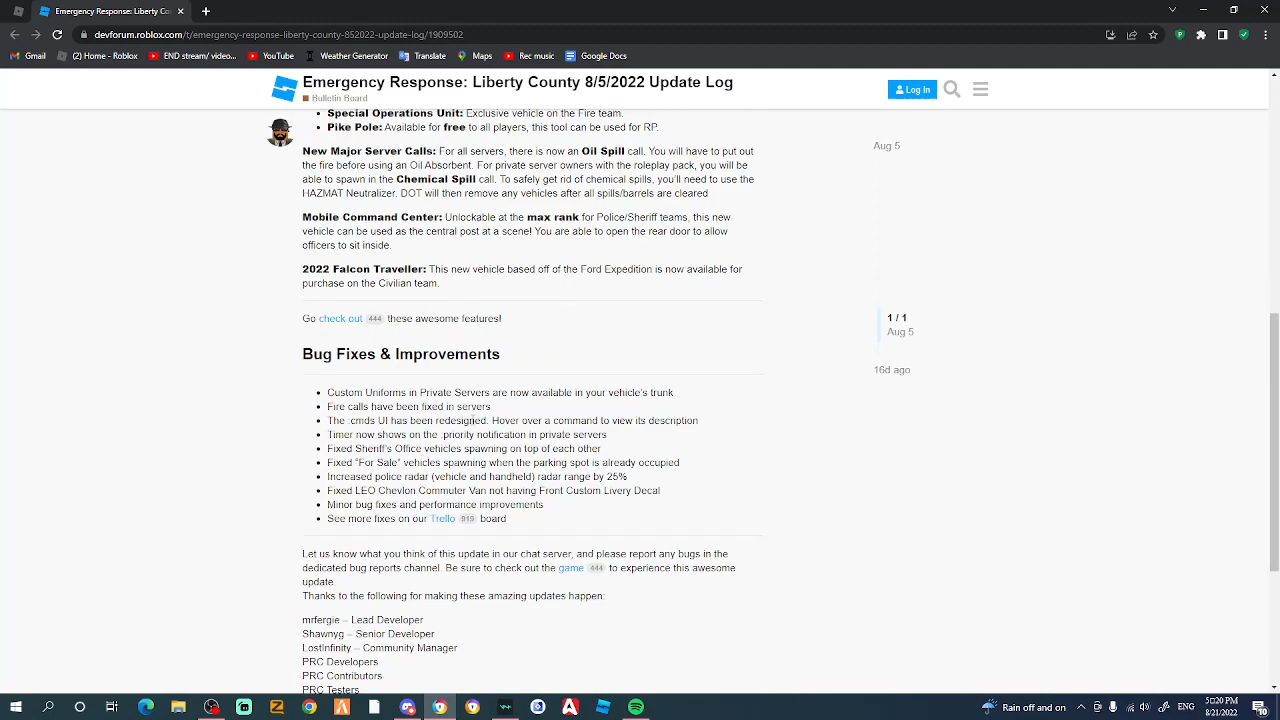 Emergency Response: Liberty Co
devforum.roblox.com/t/emergency-response-liberty-county-852022-update-log/1909502
Gmail
(2) Home - Roblox
END stream/ video...
YouTube
Weather Generator
Translate
Maps
Rec music
Google Docs
Emergency Response: Liberty County 8/5/2022 Update Log
Bulletin Board
Log In
Special Operations Unit: Exclusive vehicle on the Fire team.
Pike Pole: Available for free to all players, this tool can be used for RP.
New Major Server Calls: For all servers, there is now an Oil Spill call. You will have to put out
the fire before using an Oil Absorbent. For private server owners with the roleplay pack, you will be
able to spawn in the Chemical Spill call. To safely get rid of chemical spills, you'll need to use the
HAZMAT Neutralizer. DOT will then remove any vehicles after all spills/barrels are cleared
Mobile Command Center: Unlockable at the max rank for Police/Sheriff teams, this new
vehicle can be used as the central post at a scene! You are able to open the rear door to allow
officers to sit inside.
2022 Falcon Traveller: This new vehicle based off of the Ford Expedition is now available for
purchase on the Civilian team.
Go check out 444 these awesome features!
Bug Fixes & Improvements
Custom Uniforms in Private Servers are now available in your vehicle's trunk
Fire calls have been fixed in servers
The :cmds UI has been redesigned. Hover over a command to view its description
Timer now shows on the :priority notification in private servers
Fixed Sheriff's Office vehicles spawning on top of each other
Fixed "For Sale" vehicles spawning when the parking spot is already occupied
Increased police radar (vehicle and handheld) radar range by 25%
Fixed LEO Chevlon Commuter Van not having Front Custom Livery Decal
Minor bug fixes and performance improvements
See more fixes on our Trello 919 board
Let us know what you think of this update in our chat server, and please report any bugs in the
dedicated bug reports channel. Be sure to check out the game 444 to experience this awesome
update.
Thanks to the following for making these amazing updates happen:
mrfergie – Lead Developer
Shawnyg – Senior Developer
LostInfinity – Community Manager
PRC Developers
PRC Contributors
PRC Testers
Aug 5
1 / 1
Aug 5
16d ago
Rain off and on
ENG
5:020 PM
8/21/2022
10